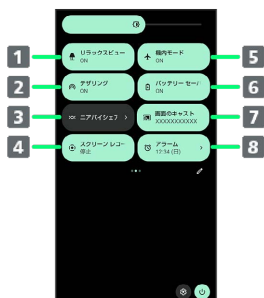 1
リラックスビュー
ON
機内モード
ON
5
2
テザリング
ON
バッテリー セーバ
ON
6
3
ニアバイシェア
画面のキャスト
XXXXXXXXXXX
7
4
スクリーン レコー
停止
アラーム
12:34 (日)
8